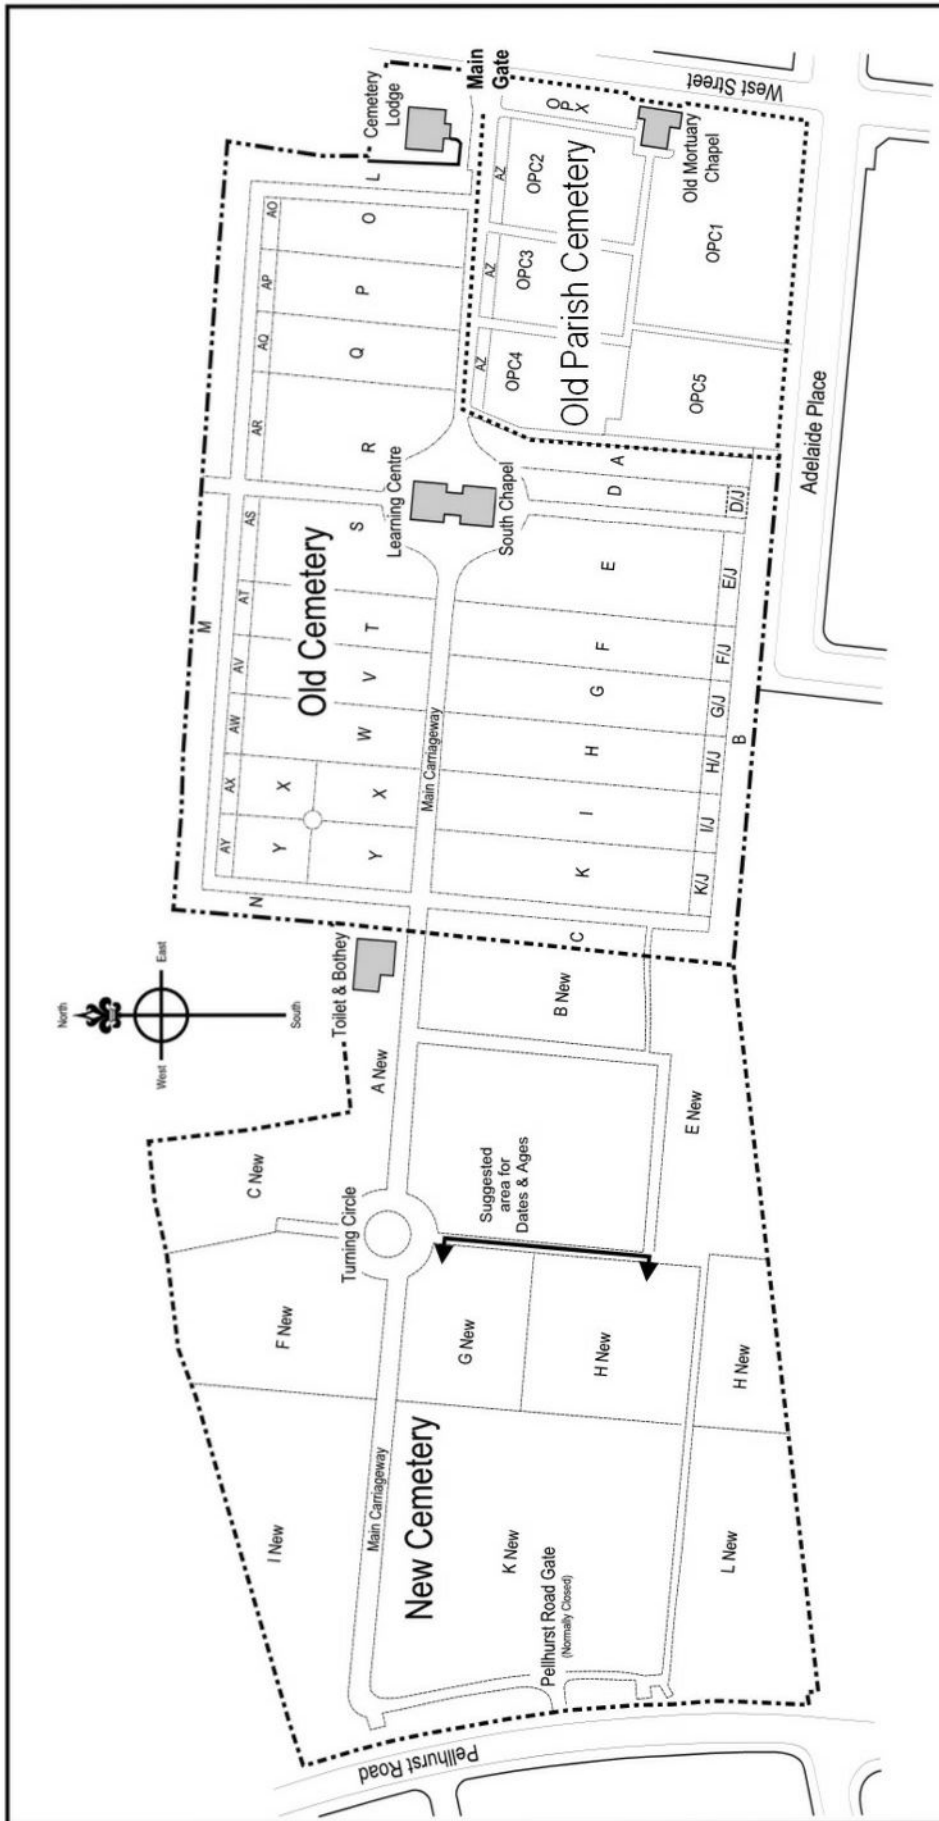 North
West
East
South
Main
Gate
West Street
Cemetery
Lodge
L
O
P
X
Old Mortuary
Chapel
OPC1
OPC2
OPC3
OPC4
OPC5
AZ
AZ
AZ
Old Parish Cemetery
Adelaide Place
AO
AP
AQ
AR
AS
AT
AV
AW
AX
AY
O
P
Q
R
S
T
V
W
X
X
Y
Y
M
N
Old Cemetery
Learning Centre
South Chapel
Main Carriageway
A
D
E
F
G
H
I
K
D/J
E/J
F/J
G/J
H/J
I/J
K/J
B
C
Toilet & Bothey
A New
B New
C New
E New
Turning Circle
Suggested
area for
Dates & Ages
F New
G New
H New
H New
New Cemetery
Main Carriageway
I New
K New
L New
Pellhurst Road Gate
(Normally Closed)
Pellhurst Road